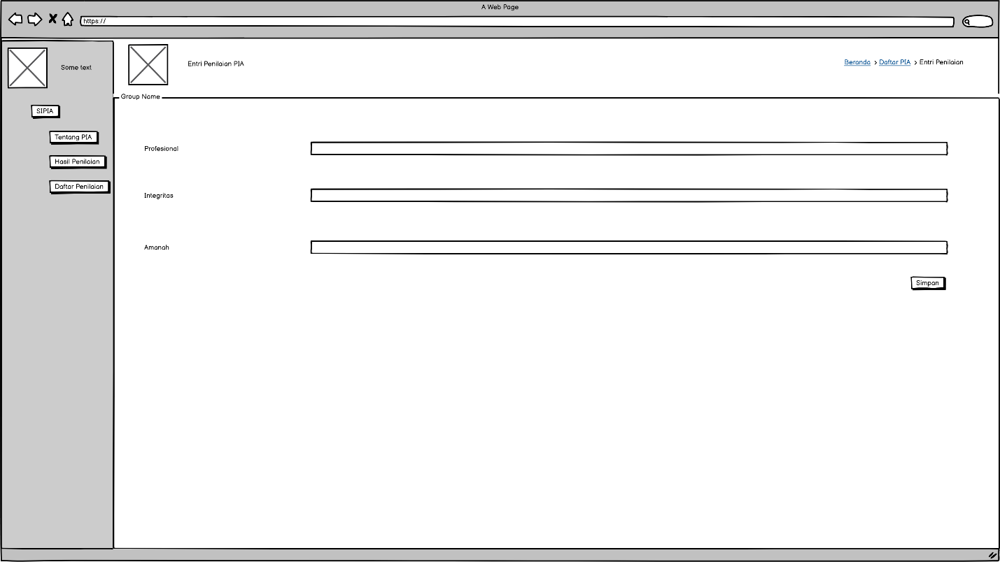 A Web Page
https://
Some text
SIPIA
Tentang PIA
Hasil Penilaian
Daftar Penilaian
Entri Penilaian PIA
Beranda > Daftar PIA > Entri Penilaian
Group Name
Profesional
Integritas
Amanah
Simpan